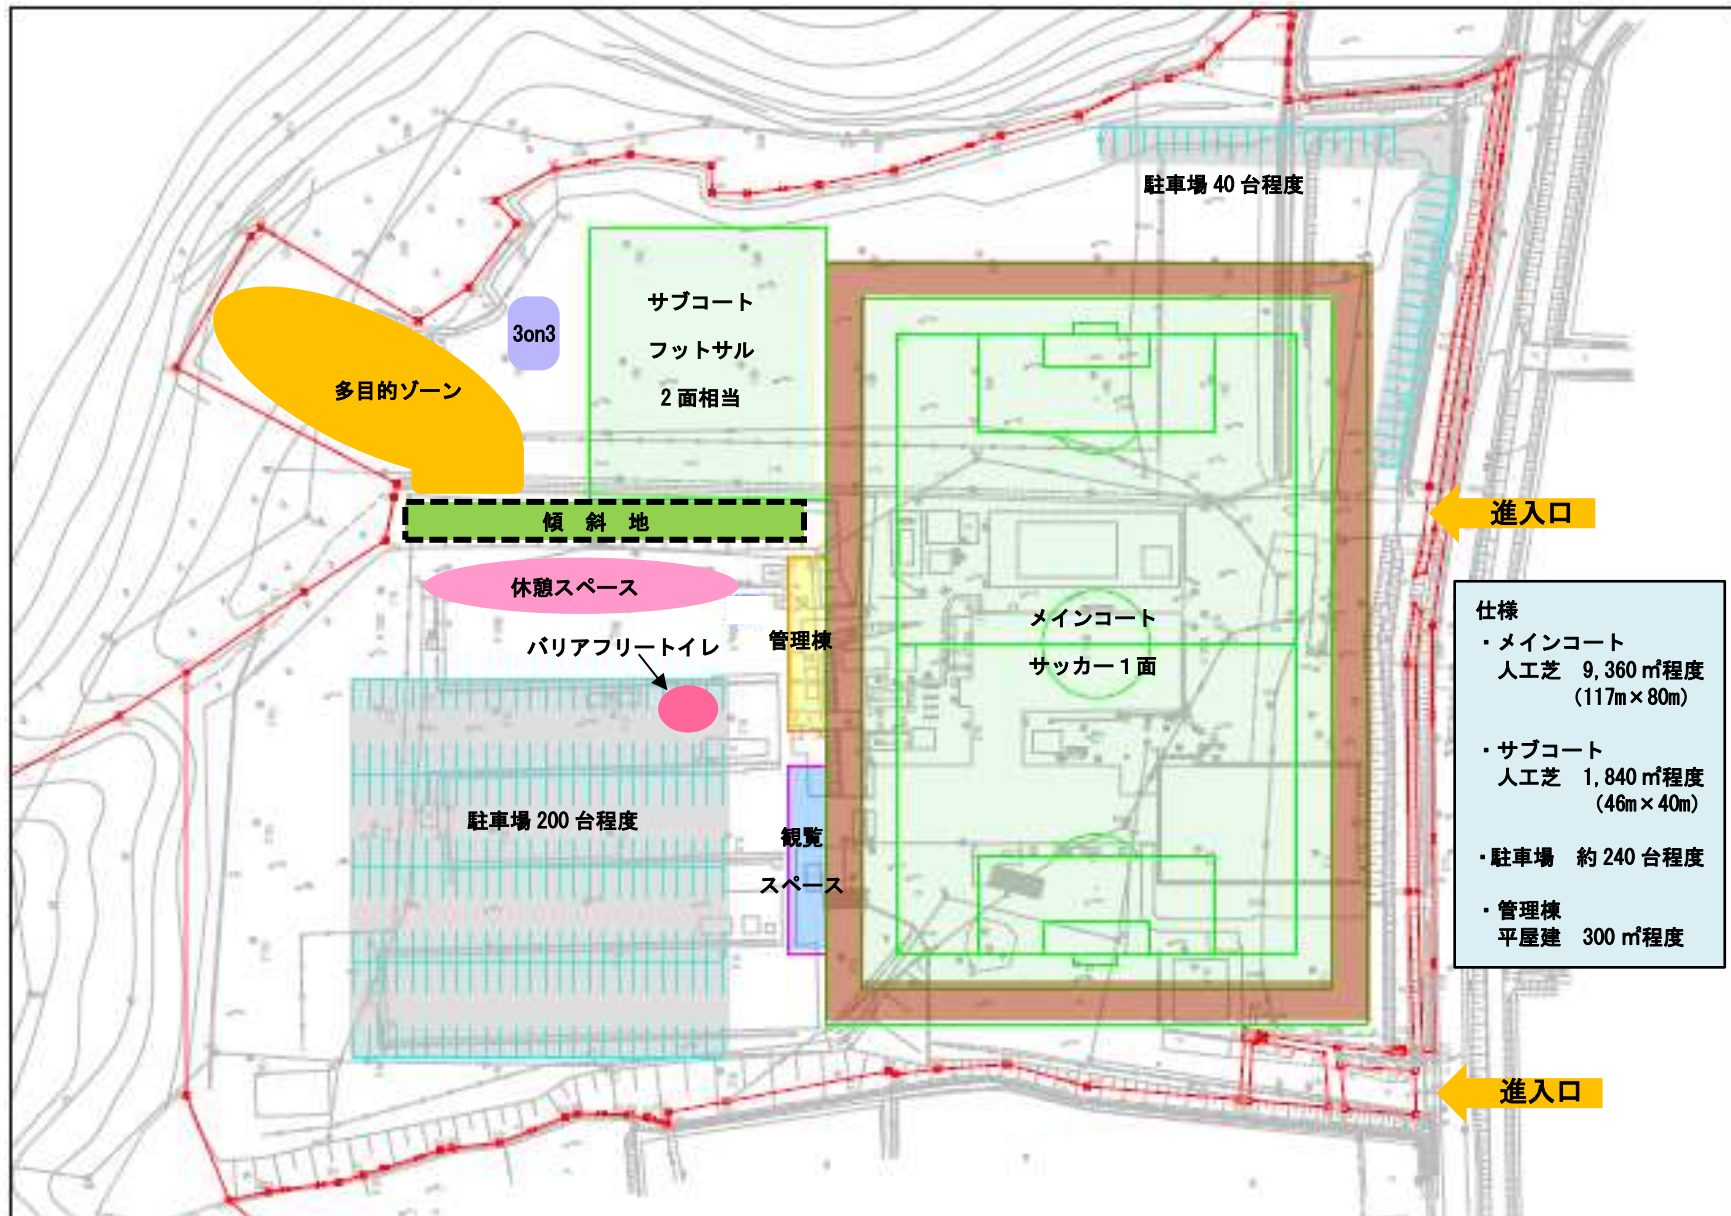 駐車場 40 台程度
サブコート
フットサル
2 面相当
3on3
多目的ゾーン
傾 斜 地
進入口
休憩スペース
管理棟
バリアフリートイレ
メインコート
サッカー 1 面
駐車場 200 台程度
観覧
スペース
進入口
仕様
・メインコート
人工芝 9,360 ㎡程度
(117m×80m)
・サブコート
人工芝 1,840 ㎡程度
(46m×40m)
・駐車場 約 240 台程度
・管理棟
平屋建 300 ㎡程度